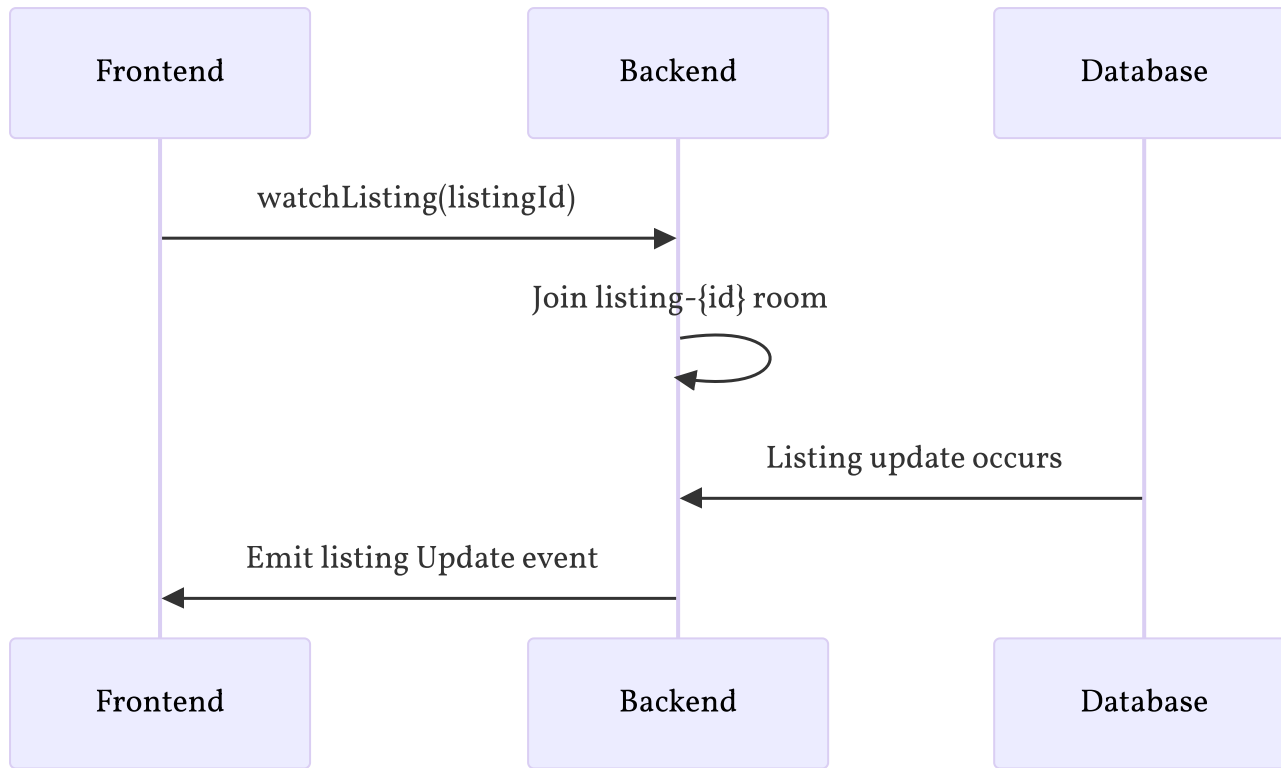 Frontend
Backend
Database
watchListing(listingId)
Join listing-{id} room
Listing update occurs
Emit listing Update event
Frontend
Backend
Database